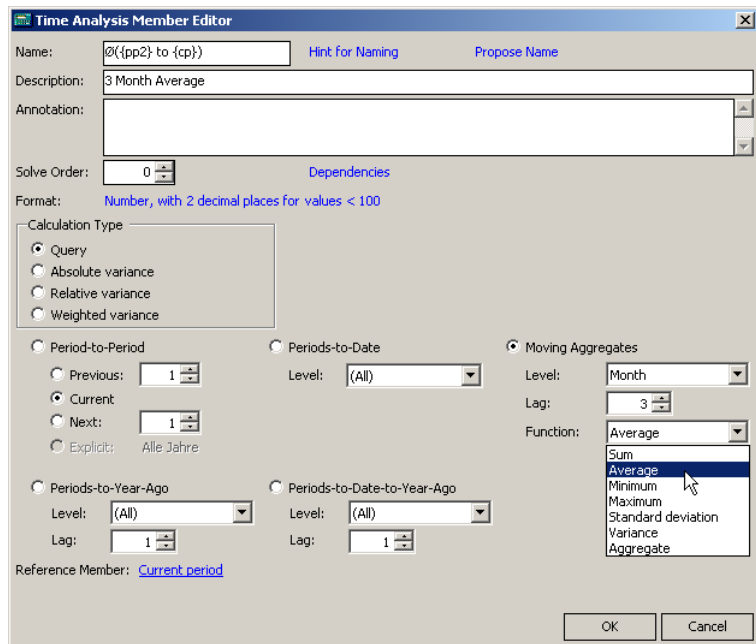 Time Analysis Member Editor
Name: Ø({pp2} to {cp}) Hint for Naming Propose Name
Description: 3 Month Average
Annotation:
Solve Order: 0 Dependencies
Format: Number, with 2 decimal places for values < 100
Calculation Type
Query
Absolute variance
Relative variance
Weighted variance
Period-to-Period Periods-to-Date Moving Aggregates
Previous: 1 Level: (All) Level: Month
Current Lag: 3
Next: 1 Function: Average
Explicit: Alle Jahre Sum
Average
Minimum
Maximum
Standard deviation
Variance
Aggregate
Periods-to-Year-Ago Periods-to-Date-to-Year-Ago
Level: (All) Level: (All)
Lag: 1 Lag: 1
Reference Member: Current period
OK Cancel